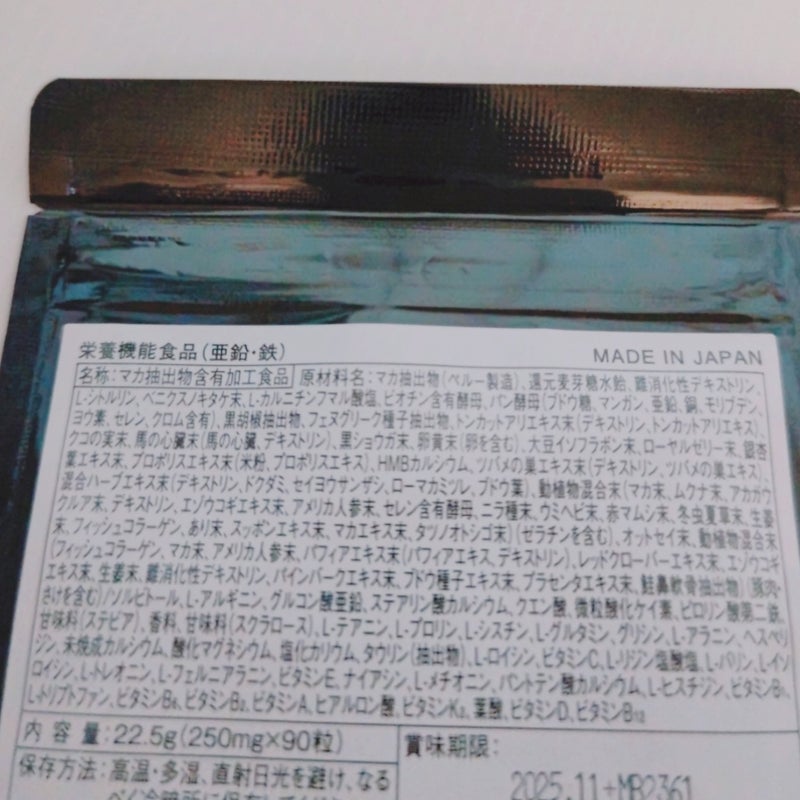 栄養機能食品(亜鉛・鉄)
MADE IN JAPAN
名称:マカ抽出物含有加工食品 原材料名:マカ抽出物(ペルー製造)、還元麦芽糖水飴、難消化性デキストリン、
L-シトルリン、ベニクスノキタケ末、L-カルニチンフマル酸塩、ビオチン含有酵母、パン酵母(ブドウ糖、マンガン、亜鉛、銅、モリブデン、
ヨウ素、セレン、クロム含有)、黒胡椒抽出物、フェヌグリーク種子抽出物、トンカットアリエキス末(デキストリン、トンカットアリエキス)、
クコの実末、馬の心臓末(馬の心臓、デキストリン)、黒ショウガ末、卵黄末(卵を含む)、大豆イソフラボン末、ローヤルゼリー末、銀杏
葉エキス末、プロポリスエキス末(米粉、プロポリスエキス)、HMBカルシウム、ツバメの巣エキス末(デキストリン、ツバメの巣エキス)、
混合ハーブエキス末(デキストリン、ドクダミ、セイヨウサンザシ、ローマカミツレ、ブドウ葉)、動植物混合末(マカ末、ムクナ末、アカガウ
クルア末、デキストリン、エゾウコギエキス末、アメリカ人参末、セレン含有酵母、ニラ種末、ウミヘビ末、赤マムシ末、冬虫夏草末、生姜
末、フィッシュコラーゲン、あり末、スッポンエキス末、マカエキス末、タツノオトシゴ末)(ゼラチンを含む)、オットセイ末、動植物混合末
(フィッシュコラーゲン、マカ末、アメリカ人参末、パフィアエキス末(パフィアエキス、デキストリン)、レッドクローバーエキス末、エゾウコギ
エキス末、生姜末、難消化性デキストリン、パインバークエキス末、ブドウ種子エキス末、プラセンタエキス末、鮭鼻軟骨抽出物)(豚肉・
さけを含む)/ソルビトール、L-アルギニン、グルコン酸亜鉛、ステアリン酸カルシウム、クエン酸、微粒酸化ケイ素、ピロリン酸第二鉄、
甘味料(ステビア)、香料、甘味料(スクラロース)、L-テアニン、L-プロリン、L-シスチン、L-グルタミン、グリシン、L-アラニン、ヘスペリ
ジン、未焼成カルシウム、酸化マグネシウム、塩化カリウム、タウリン(抽出物)、L-ロイシン、ビタミンC、L-リジン塩酸塩、L-バリン、L-イソ
ロイシン、L-トレオニン、L-フェルニアラニン、ビタミンE、ナイアシン、L-メチオニン、パントテン酸カルシウム、L-ヒスチジン、ビタミンB₁、
L-トリプトファン、ビタミンB₆、ビタミンB₂、ビタミンA、ヒアルロン酸、ビタミンK₂、葉酸、ビタミンD、ビタミンB₁₂
内容量:22.5g(250mg×90粒)
賞味期限:
保存方法:高温・多湿、直射日光を避け、なる
2025.11+MB2361
べく冷暗所に保存してください